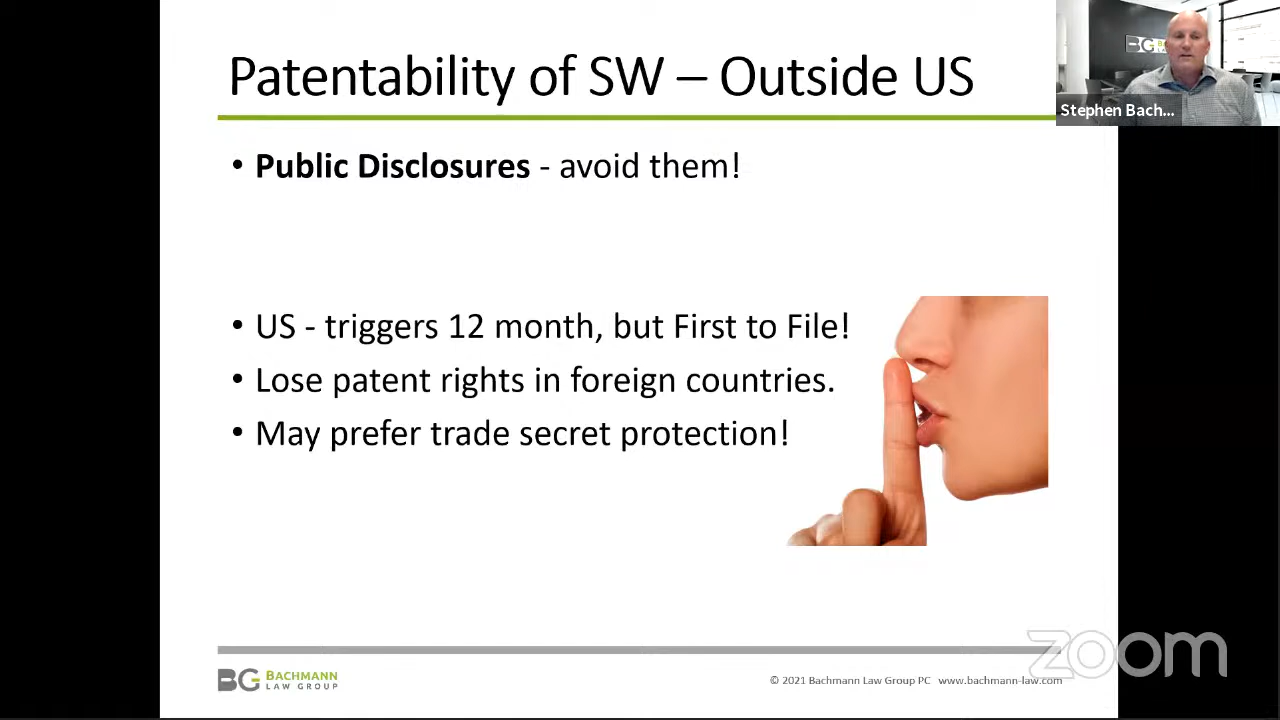 Patentability of SW – Outside US
BG
Stephen Bach...
• Public Disclosures - avoid them!
• US - triggers 12 month, but First to File!
• Lose patent rights in foreign countries.
• May prefer trade secret protection!
zoom
BG BACHMANN
LAW GROUP
© 2021 Bachmann Law Group PC www.bachmann-law.com